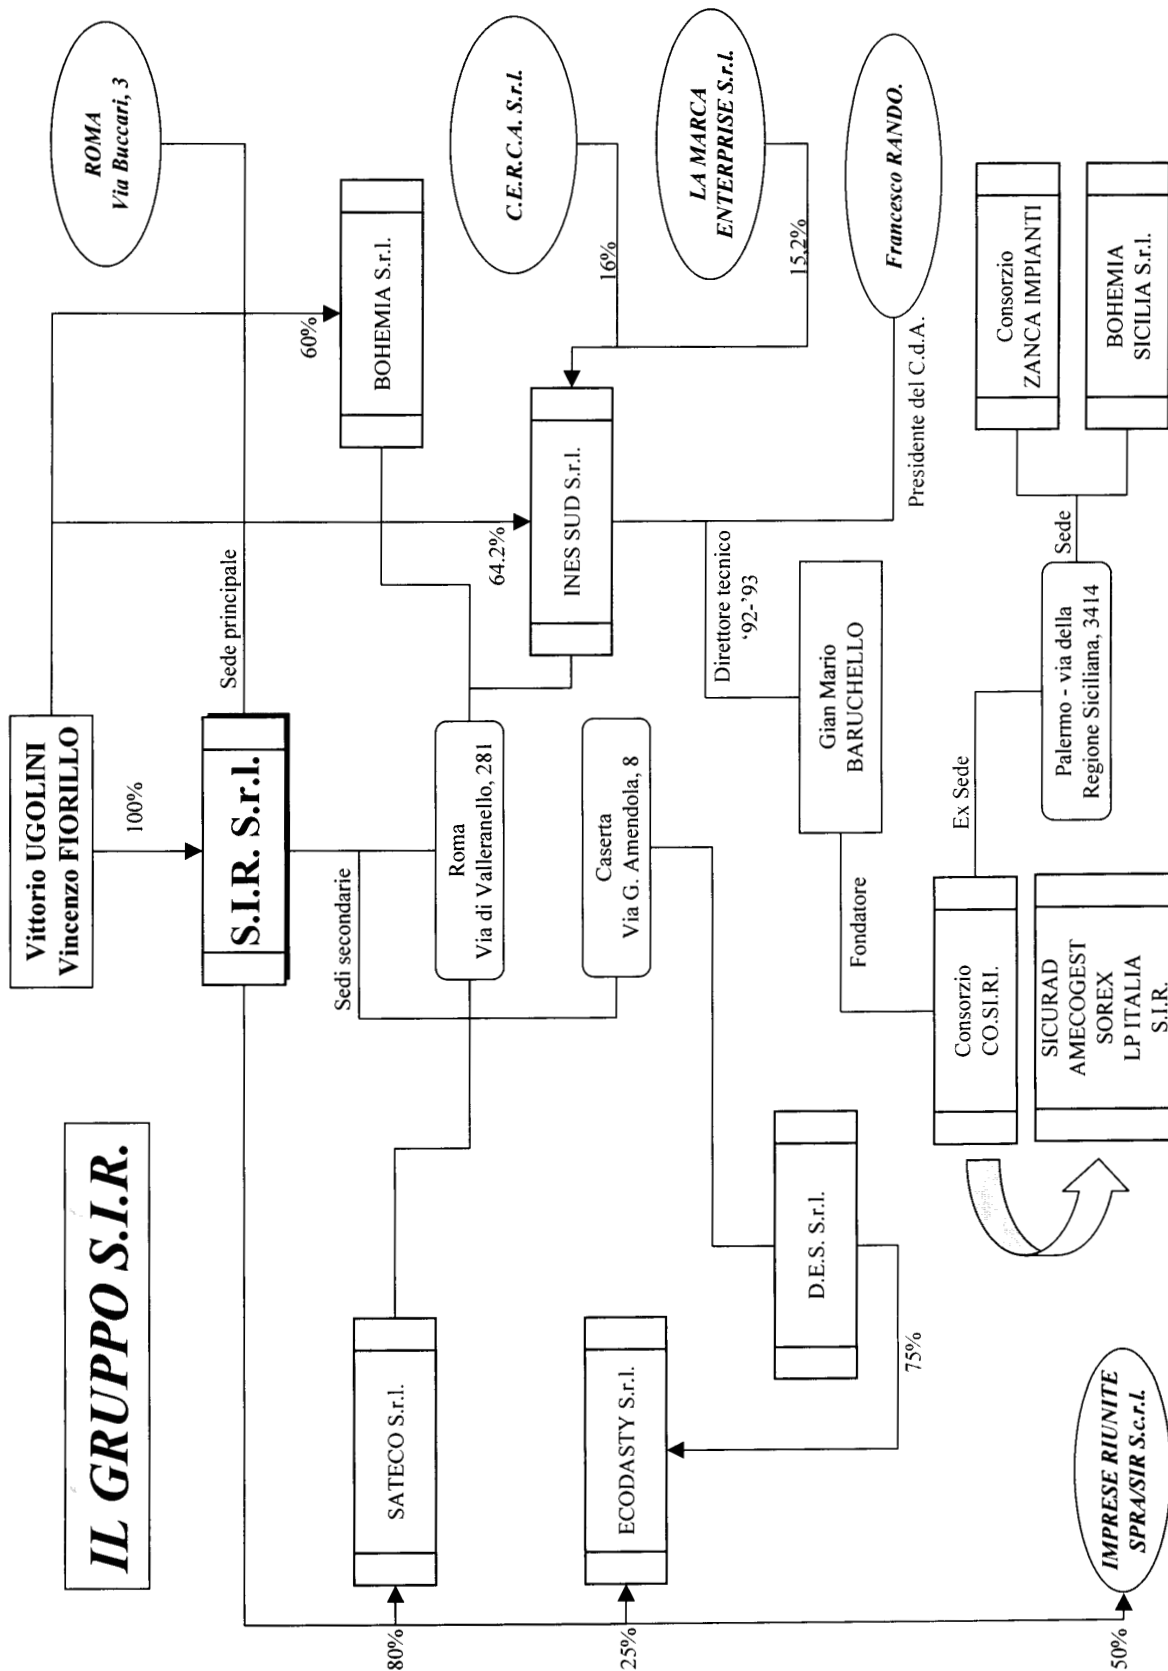 IL GRUPPO S.I.R.
Vittorio UGOLINI
Vincenzo FIORILLO
100%
S.I.R. S.r.l.
Sede principale
ROMA
Via Buccari, 3
60%
BOHEMIA S.r.l.
64.2%
INES SUD S.r.l.
16%
C.E.R.C.A. S.r.l.
15.2%
LA MARCA
ENTERPRISE S.r.l.
Presidente del C.d.A.
Francesco RANDO.
Sedi secondarie
Roma
Via di Valleranello, 281
Caserta
Via G. Amendola, 8
Direttore tecnico
'92-'93
Gian Mario
BARUCHELLO
Fondatore
Consorzio
CO.SI.RI.
Ex Sede
Palermo - via della
Regione Siciliana, 3414
Sede
Consorzio
ZANCA IMPIANTI
BOHEMIA
SICILIA S.r.l.
SICURAD
AMECOGEST
SOREX
LP ITALIA
S.I.R.
80%
SATECO S.r.l.
25%
ECODASTY S.r.l.
D.E.S. S.r.l.
75%
50%
IMPRESE RIUNITE
SPRA/SIR S.c.r.l.